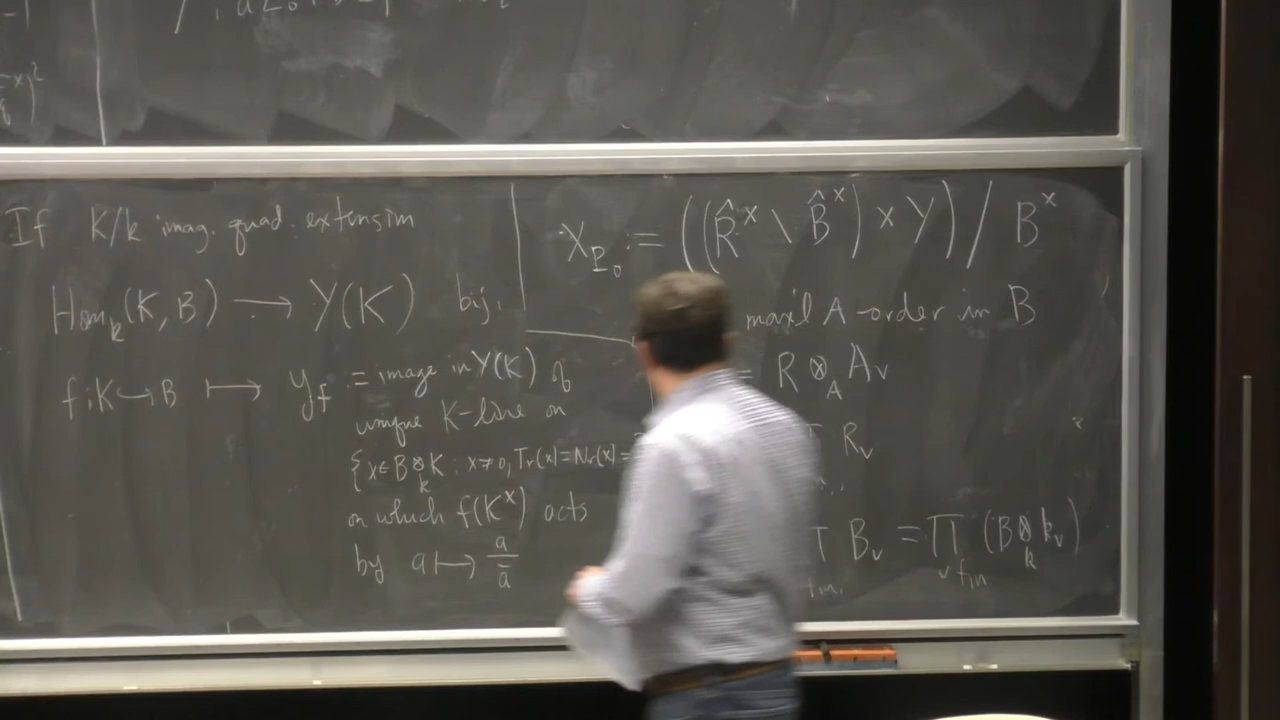 If K/k imag. quad. extension
Hom_k(K, B) ⟶ Y(K) bij.
f: K ↪ B ⟼ y_f := image in Y(K) of
unique K-line on
{x ∈ B ⊗_k K : x ≠ 0, Tr(x) = Nr(x) =
on which f(K^×) acts
by a ⟼ a/ā
X_{P_0} := ((R̂^× \ B̂^×) × Y) / B^×
max'l A-order in B
= R ⊗_A A_v
R_v
B_v = ∏_{v fin} (B ⊗_k k_v)